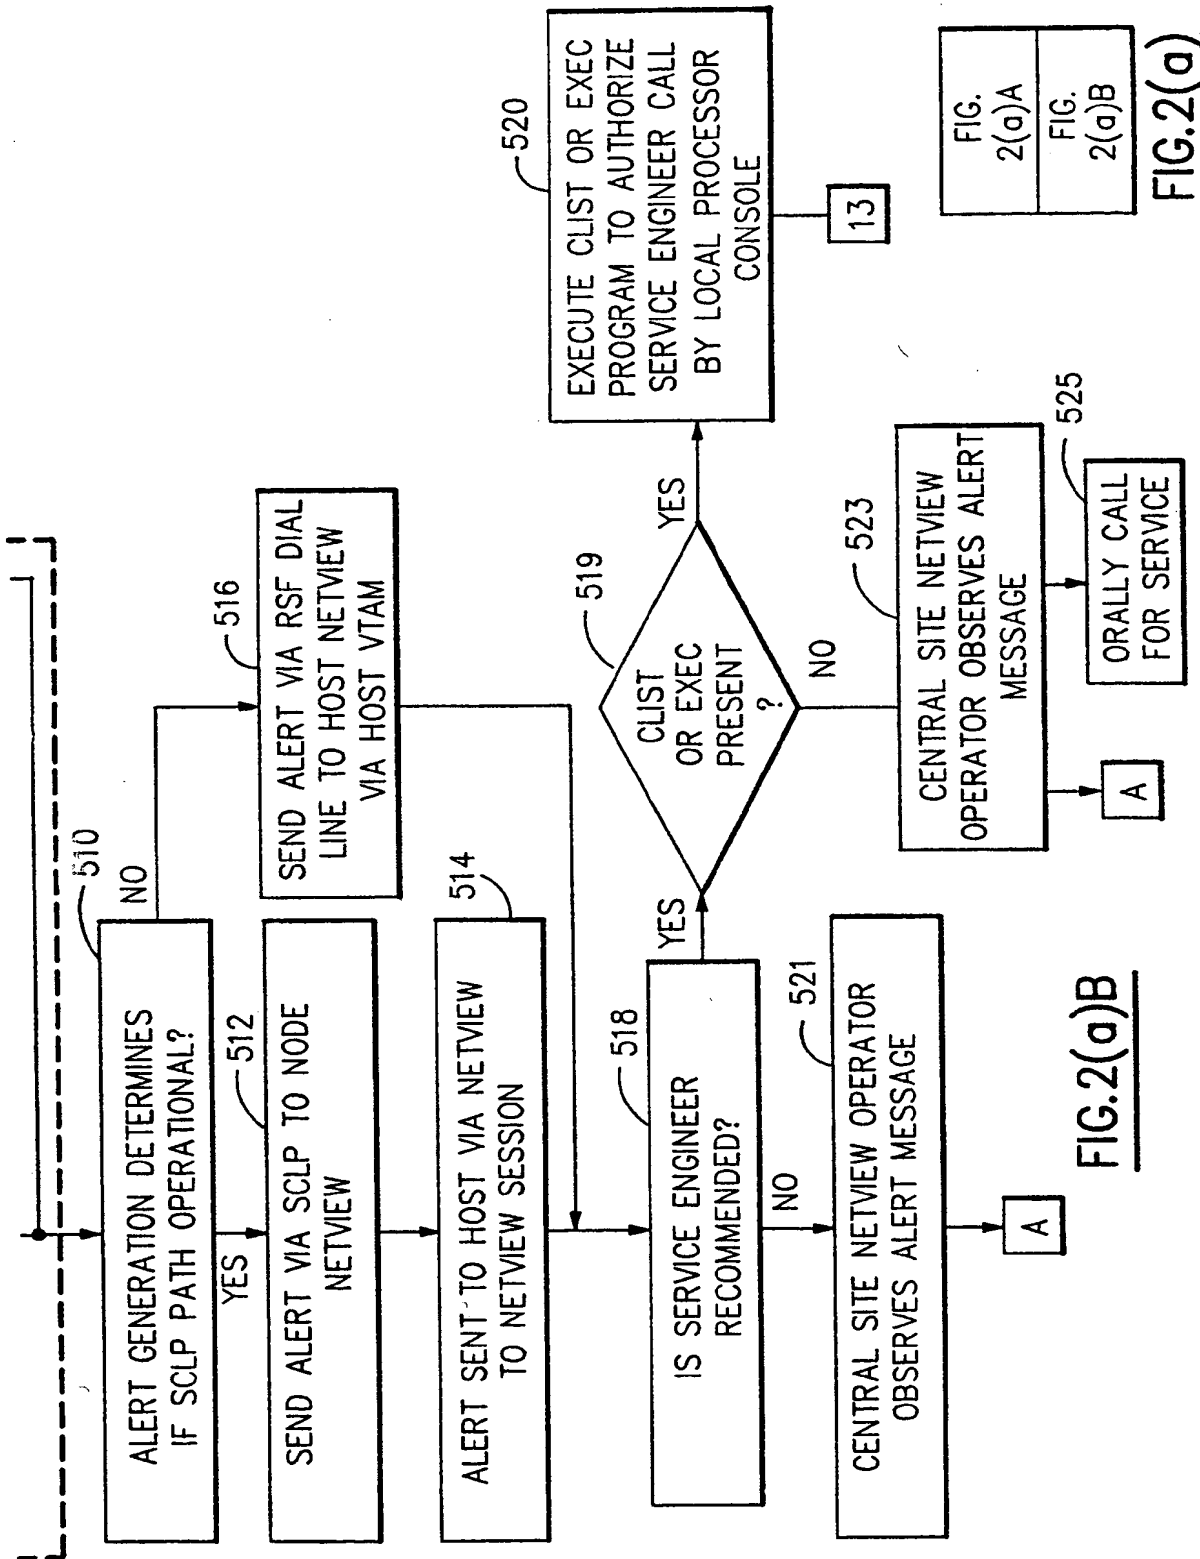 510
ALERT GENERATION DETERMINES
IF SCLP PATH OPERATIONAL?
NO
YES
516
SEND ALERT VIA RSF DIAL
LINE TO HOST NETVIEW
VIA HOST VTAM
512
SEND ALERT VIA SCLP TO NODE
NETVIEW
514
ALERT SENT TO HOST VIA NETVIEW
TO NETVIEW SESSION
518
IS SERVICE ENGINEER
RECOMMENDED?
YES
NO
519
CLIST
OR EXEC
PRESENT
?
YES
NO
520
EXECUTE CLIST OR EXEC
PROGRAM TO AUTHORIZE
SERVICE ENGINEER CALL
BY LOCAL PROCESSOR
CONSOLE
13
521
CENTRAL SITE NETVIEW OPERATOR
OBSERVES ALERT MESSAGE
A
523
CENTRAL SITE NETVIEW
OPERATOR OBSERVES ALERT
MESSAGE
A
525
ORALLY CALL
FOR SERVICE
FIG.2(a)B
FIG.
2(a)A
FIG.
2(a)B
FIG.2(a)